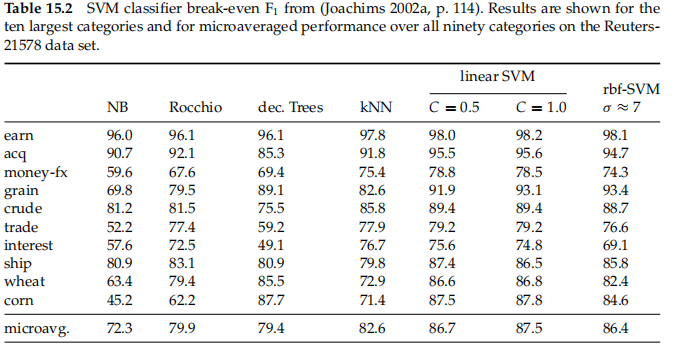 Table 15.2 SVM classifier break-even F1 from (Joachims 2002a, p. 114). Results are shown for the
ten largest categories and for microaveraged performance over all ninety categories on the Reuters-
21578 data set.
linear SVM
rbf-SVM
NB Rocchio dec. Trees kNN C = 0.5 C = 1.0 σ ≈ 7
earn 96.0 96.1 96.1 97.8 98.0 98.2 98.1
acq 90.7 92.1 85.3 91.8 95.5 95.6 94.7
money-fx 59.6 67.6 69.4 75.4 78.8 78.5 74.3
grain 69.8 79.5 89.1 82.6 91.9 93.1 93.4
crude 81.2 81.5 75.5 85.8 89.4 89.4 88.7
trade 52.2 77.4 59.2 77.9 79.2 79.2 76.6
interest 57.6 72.5 49.1 76.7 75.6 74.8 69.1
ship 80.9 83.1 80.9 79.8 87.4 86.5 85.8
wheat 63.4 79.4 85.5 72.9 86.6 86.8 82.4
corn 45.2 62.2 87.7 71.4 87.5 87.8 84.6
microavg. 72.3 79.9 79.4 82.6 86.7 87.5 86.4